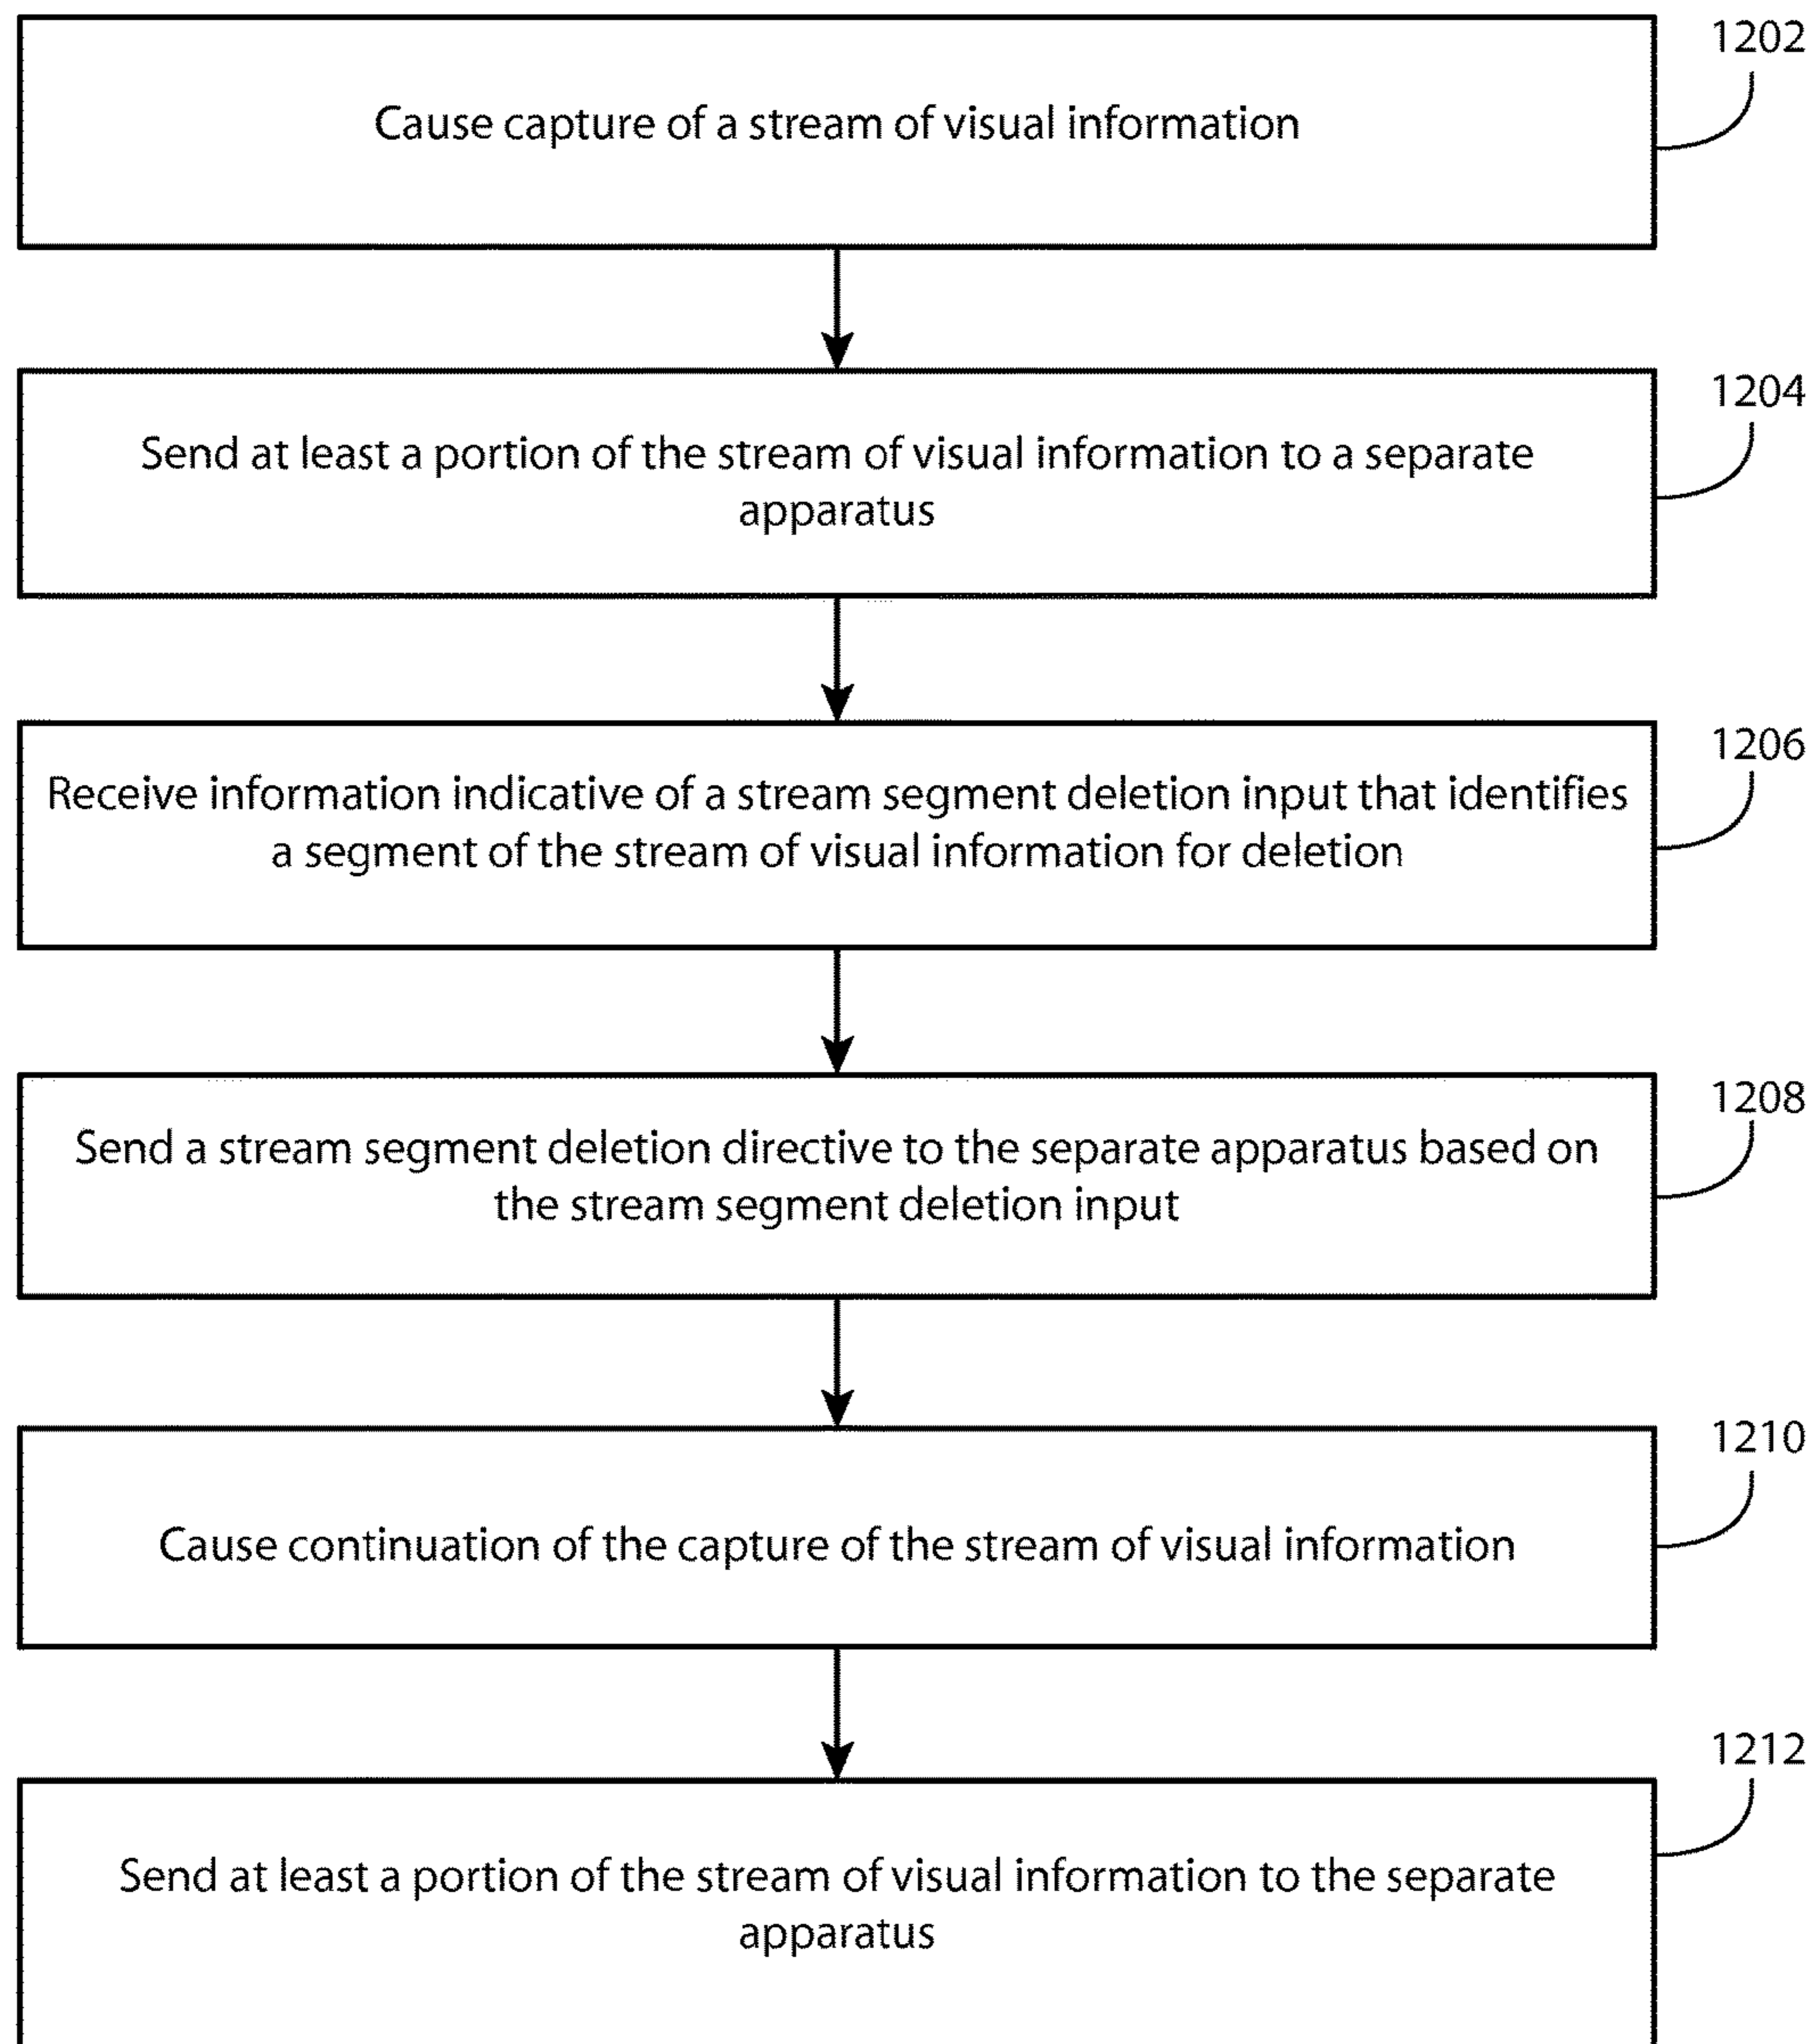 1202
Cause capture of a stream of visual information
1204
Send at least a portion of the stream of visual information to a separate
apparatus
1206
Receive information indicative of a stream segment deletion input that identifies
a segment of the stream of visual information for deletion
1208
Send a stream segment deletion directive to the separate apparatus based on
the stream segment deletion input
1210
Cause continuation of the capture of the stream of visual information
1212
Send at least a portion of the stream of visual information to the separate
apparatus